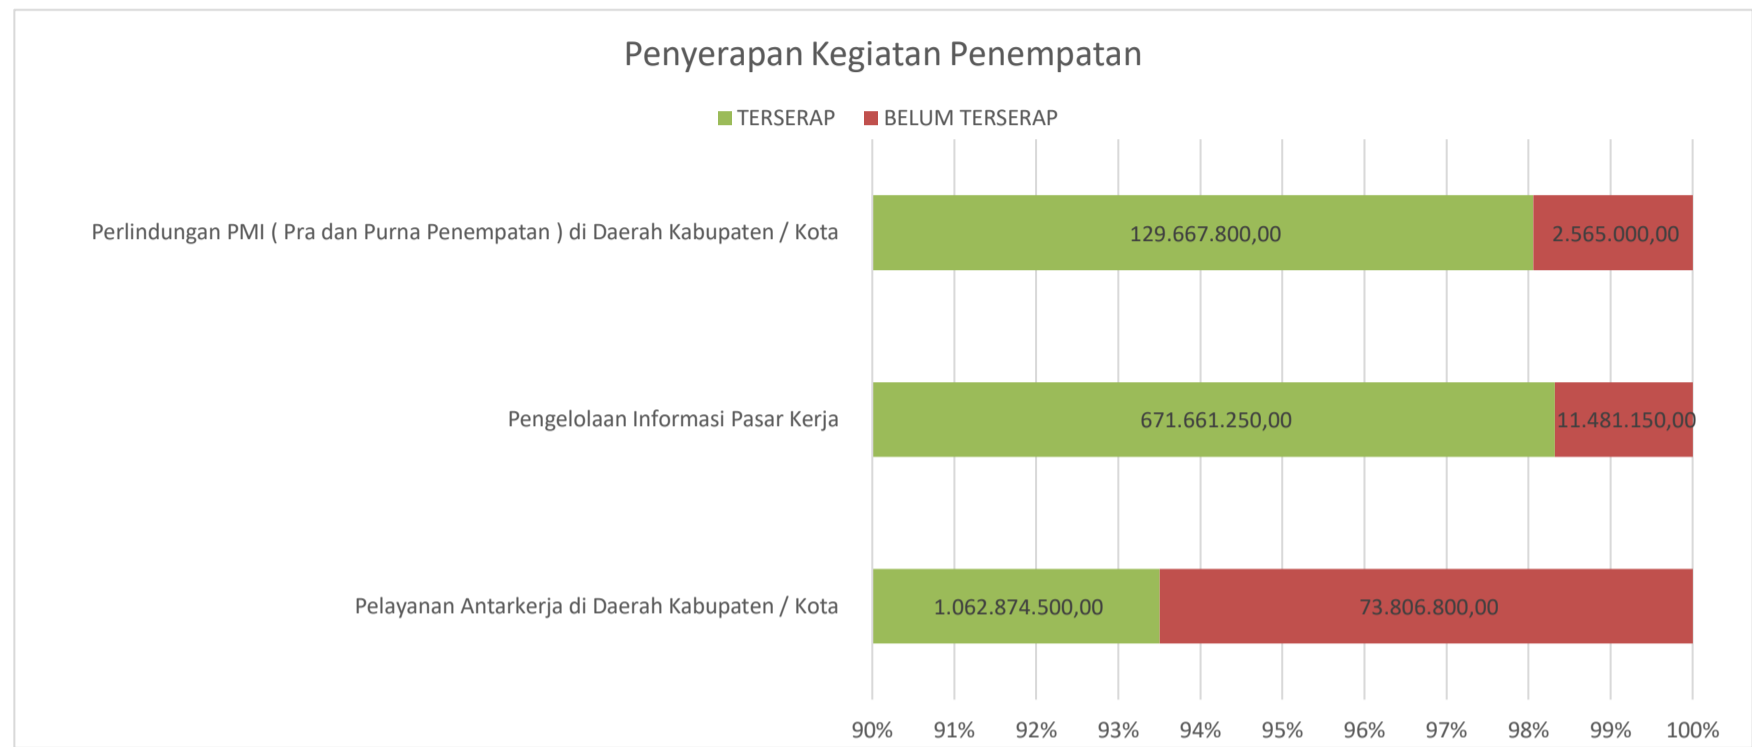 Penyerapan Kegiatan Penempatan
TERSERAP BELUM TERSERAP
Perlindungan PMI ( Pra dan Purna Penempatan ) di Daerah Kabupaten / Kota 129.667.800,00 2.565.000,00
Pengelolaan Informasi Pasar Kerja 671.661.250,00 11.481.150,00
Pelayanan Antarkerja di Daerah Kabupaten / Kota 1.062.874.500,00 73.806.800,00
90% 91% 92% 93% 94% 95% 96% 97% 98% 99% 100%